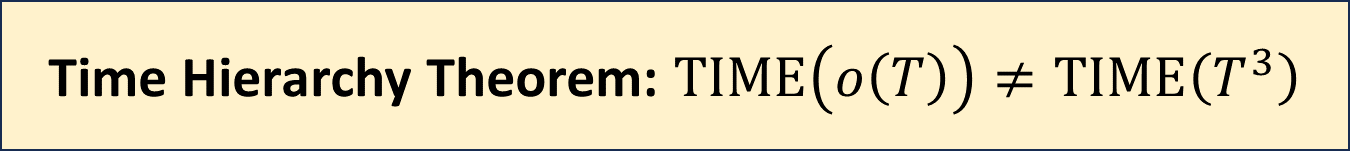 Time Hierarchy Theorem: TIME(o(T)) ≠ TIME(T³)